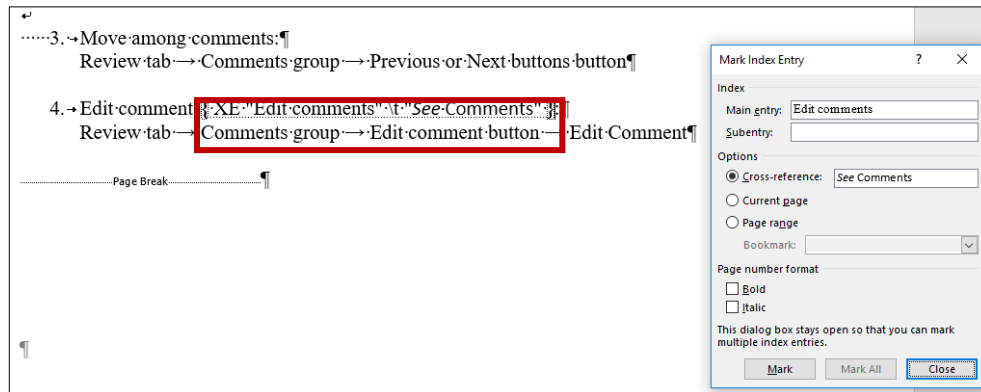 3. Move among comments:¶
Review tab → Comments group → Previous or Next buttons button¶
4. Edit comment{ XE "Edit comments" \t "See Comments" }¶
Review tab → Comments group → Edit comment button → Edit Comment¶
Page Break¶
¶
Mark Index Entry ? ×
Index
Main entry: Edit comments
Subentry:
Options
Cross-reference: See Comments
Current page
Page range
Bookmark:
Page number format
Bold
Italic
This dialog box stays open so that you can mark
multiple index entries.
Mark Mark All Close